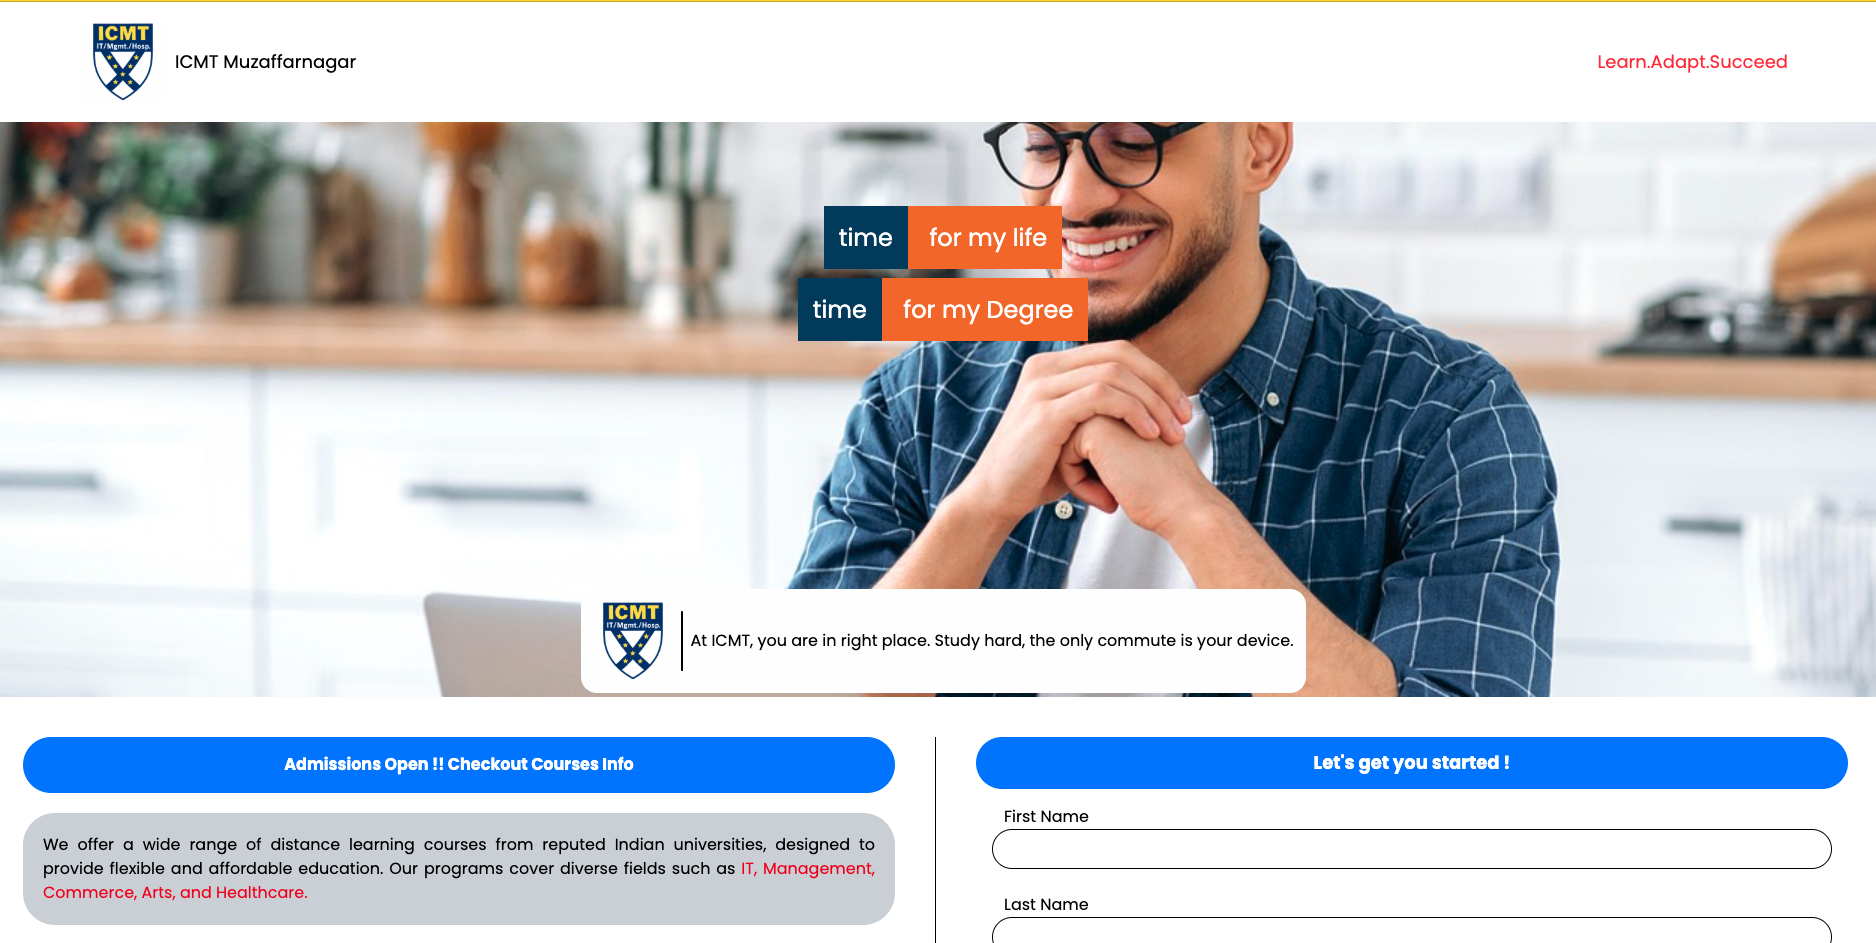 ICMT
IT/Mgmt./Hosp.
ICMT Muzaffarnagar
Learn.Adapt.Succeed
time for my life
time for my Degree
ICMT
IT/Mgmt./Hosp.
At ICMT, you are in right place. Study hard, the only commute is your device.
Admissions Open !! Checkout Courses Info
We offer a wide range of distance learning courses from reputed Indian universities, designed to
provide flexible and affordable education. Our programs cover diverse fields such as IT, Management,
Commerce, Arts, and Healthcare.
Let's get you started !
First Name
Last Name